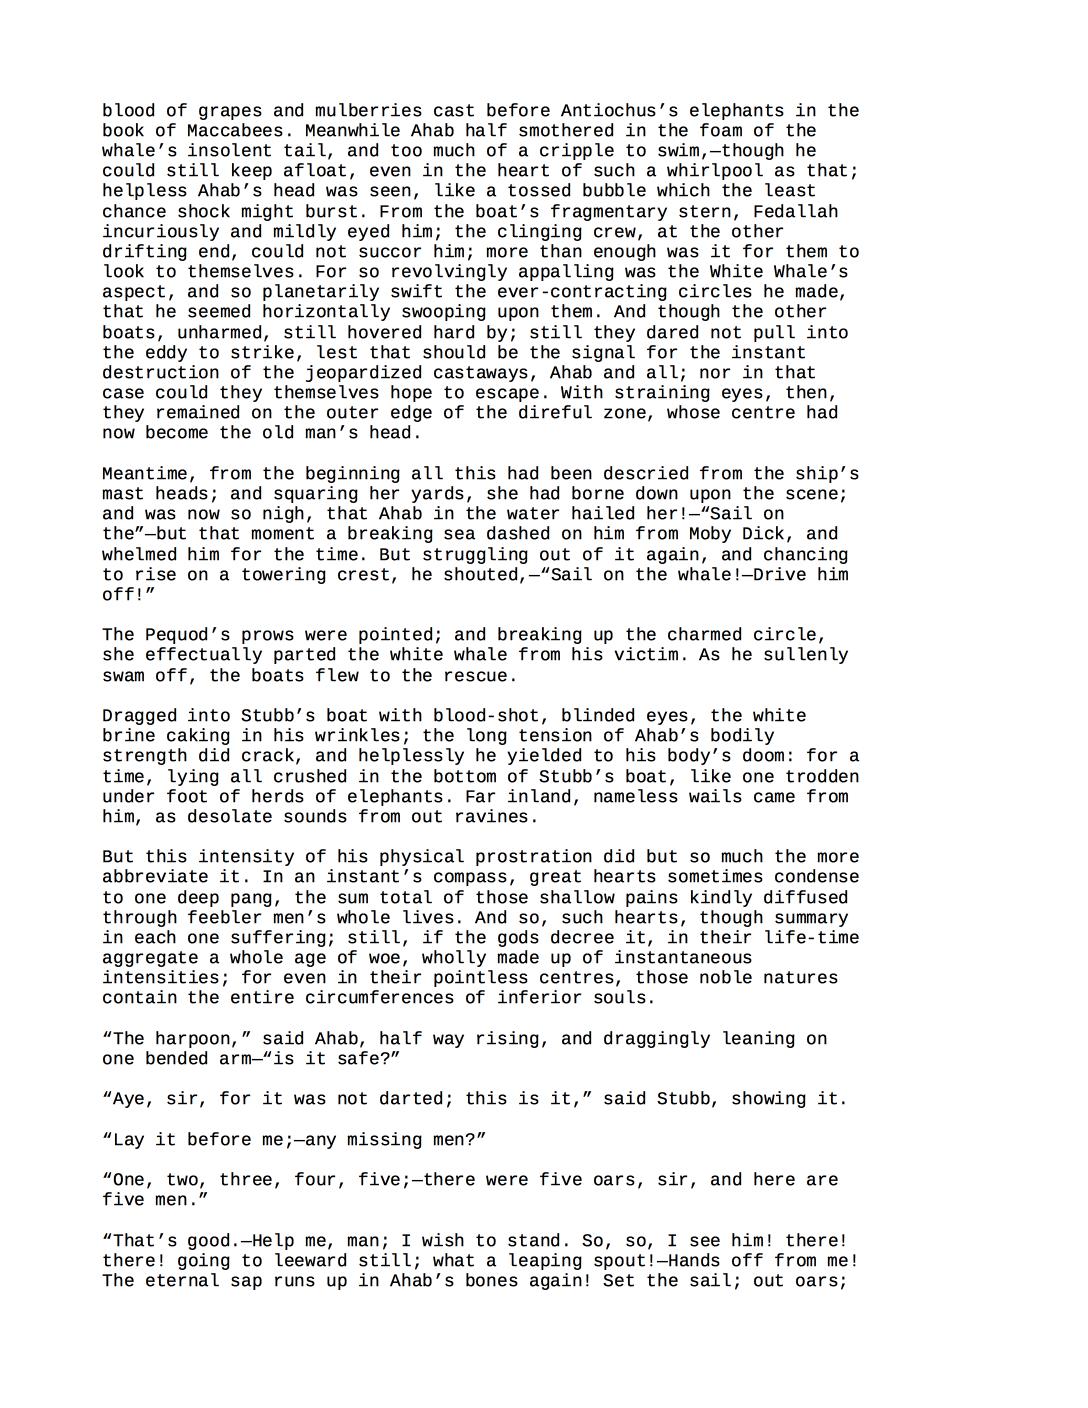 blood of grapes and mulberries cast before Antiochus’s elephants in the
book of Maccabees. Meanwhile Ahab half smothered in the foam of the
whale’s insolent tail, and too much of a cripple to swim,—though he
could still keep afloat, even in the heart of such a whirlpool as that;
helpless Ahab’s head was seen, like a tossed bubble which the least
chance shock might burst. From the boat’s fragmentary stern, Fedallah
incuriously and mildly eyed him; the clinging crew, at the other
drifting end, could not succor him; more than enough was it for them to
look to themselves. For so revolvingly appalling was the White Whale’s
aspect, and so planetarily swift the ever-contracting circles he made,
that he seemed horizontally swooping upon them. And though the other
boats, unharmed, still hovered hard by; still they dared not pull into
the eddy to strike, lest that should be the signal for the instant
destruction of the jeopardized castaways, Ahab and all; nor in that
case could they themselves hope to escape. With straining eyes, then,
they remained on the outer edge of the direful zone, whose centre had
now become the old man’s head.

Meantime, from the beginning all this had been descried from the ship’s
mast heads; and squaring her yards, she had borne down upon the scene;
and was now so nigh, that Ahab in the water hailed her!—“Sail on
the”—but that moment a breaking sea dashed on him from Moby Dick, and
whelmed him for the time. But struggling out of it again, and chancing
to rise on a towering crest, he shouted,—“Sail on the whale!—Drive him
off!”

The Pequod’s prows were pointed; and breaking up the charmed circle,
she effectually parted the white whale from his victim. As he sullenly
swam off, the boats flew to the rescue.

Dragged into Stubb’s boat with blood-shot, blinded eyes, the white
brine caking in his wrinkles; the long tension of Ahab’s bodily
strength did crack, and helplessly he yielded to his body’s doom: for a
time, lying all crushed in the bottom of Stubb’s boat, like one trodden
under foot of herds of elephants. Far inland, nameless wails came from
him, as desolate sounds from out ravines.

But this intensity of his physical prostration did but so much the more
abbreviate it. In an instant’s compass, great hearts sometimes condense
to one deep pang, the sum total of those shallow pains kindly diffused
through feebler men’s whole lives. And so, such hearts, though summary
in each one suffering; still, if the gods decree it, in their life-time
aggregate a whole age of woe, wholly made up of instantaneous
intensities; for even in their pointless centres, those noble natures
contain the entire circumferences of inferior souls.

“The harpoon,” said Ahab, half way rising, and draggingly leaning on
one bended arm—“is it safe?”

“Aye, sir, for it was not darted; this is it,” said Stubb, showing it.

“Lay it before me;—any missing men?”

“One, two, three, four, five;—there were five oars, sir, and here are
five men.”

“That’s good.—Help me, man; I wish to stand. So, so, I see him! there!
there! going to leeward still; what a leaping spout!—Hands off from me!
The eternal sap runs up in Ahab’s bones again! Set the sail; out oars;